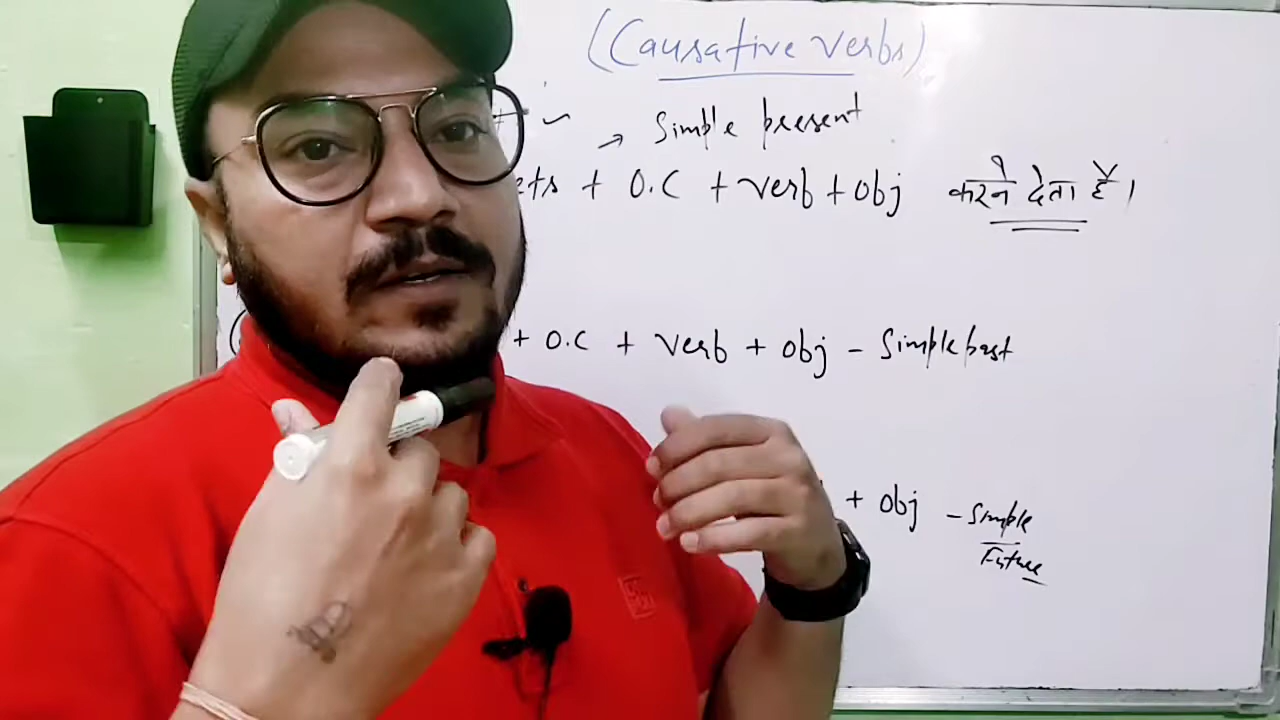 (Causative verbs)
→ Simple present
ets + O.C + verb + obj करने देता है।
+ O.C + verb + obj - Simple past
+ obj - Simple
Future